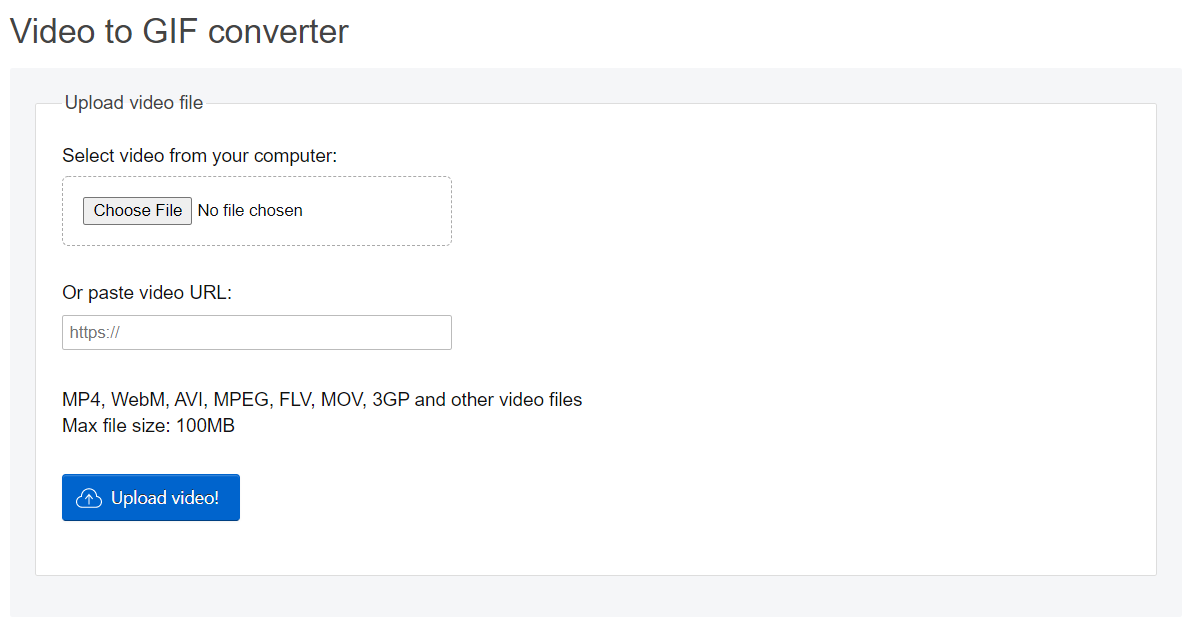 Video to GIF converter
Upload video file
Select video from your computer:
Choose File No file chosen
Or paste video URL:
https://
MP4, WebM, AVI, MPEG, FLV, MOV, 3GP and other video files
Max file size: 100MB
Upload video!